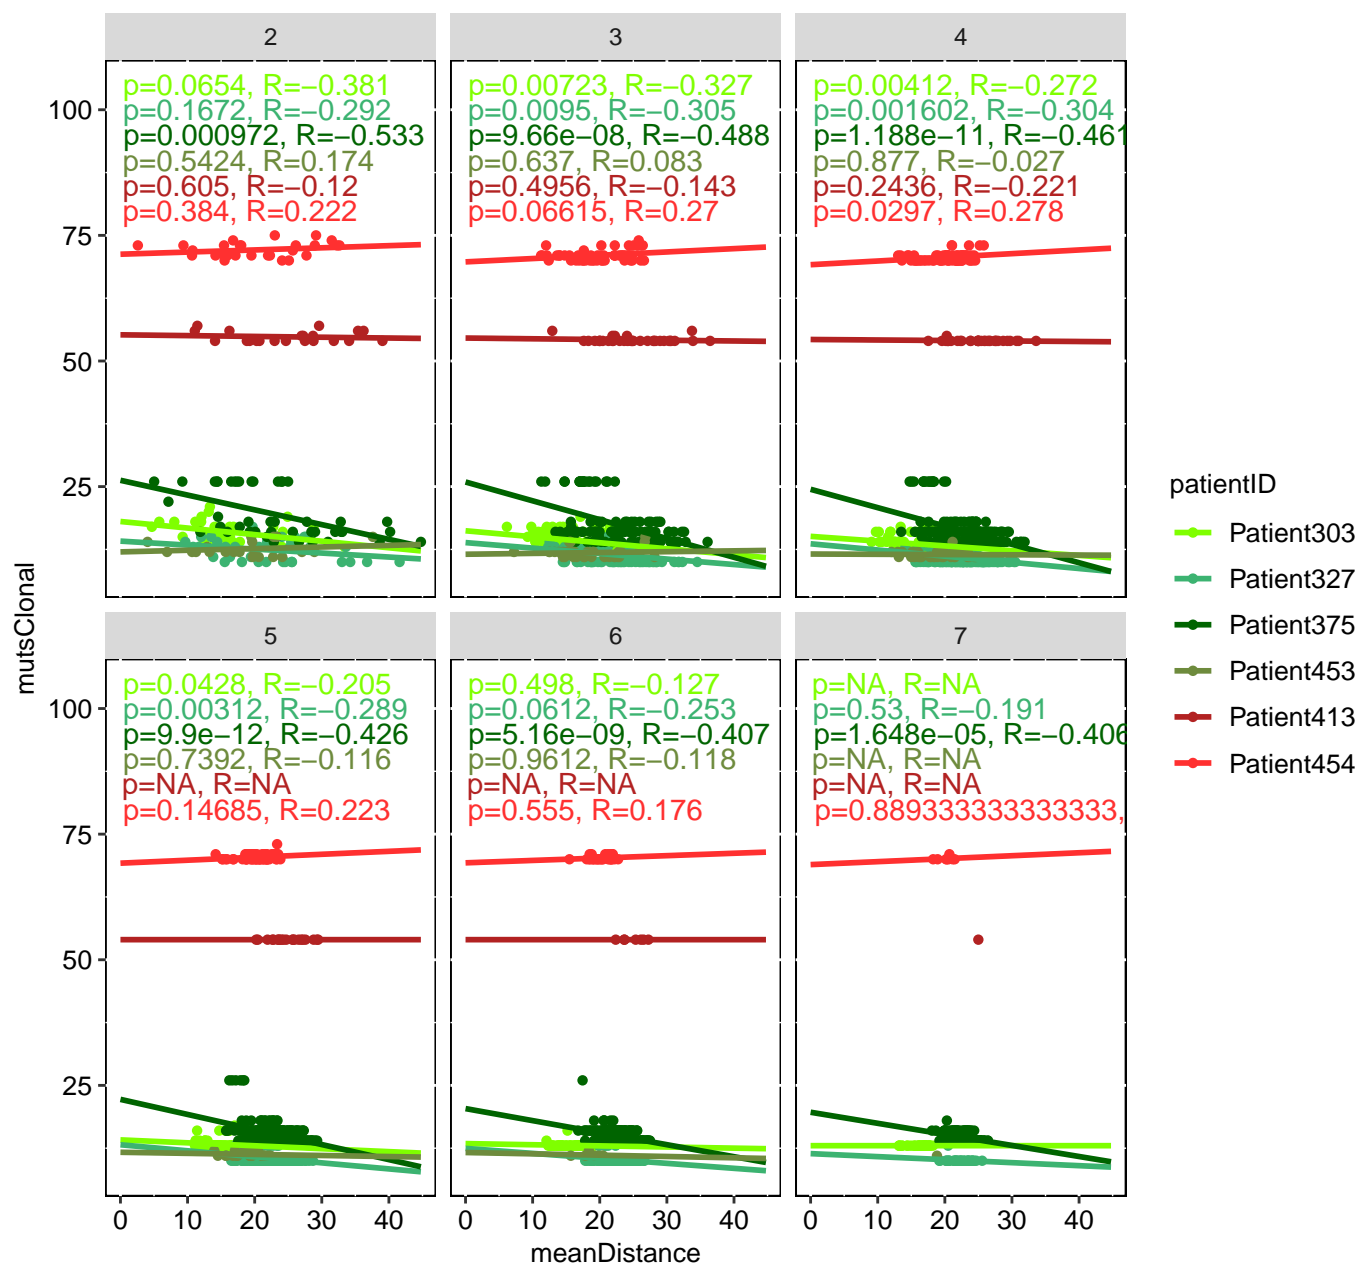 2
3
4
p=0.0654, R=−0.381
p=0.1672, R=−0.292
p=0.000972, R=−0.533
p=0.5424, R=0.174
p=0.605, R=−0.12
p=0.384, R=0.222
p=0.00723, R=−0.327
p=0.0095, R=−0.305
p=9.66e−08, R=−0.488
p=0.637, R=0.083
p=0.4956, R=−0.143
p=0.06615, R=0.27
p=0.00412, R=−0.272
p=0.001602, R=−0.304
p=1.188e−11, R=−0.461
p=0.877, R=−0.027
p=0.2436, R=−0.221
p=0.0297, R=0.278
100
75
50
25
5
6
7
p=0.0428, R=−0.205
p=0.00312, R=−0.289
p=9.9e−12, R=−0.426
p=0.7392, R=−0.116
p=NA, R=NA
p=0.14685, R=0.223
p=0.498, R=−0.127
p=0.0612, R=−0.253
p=5.16e−09, R=−0.407
p=0.9612, R=−0.118
p=NA, R=NA
p=0.555, R=0.176
p=NA, R=NA
p=0.53, R=−0.191
p=1.648e−05, R=−0.406
p=NA, R=NA
p=NA, R=NA
p=0.889333333333333,
100
75
50
25
0 10 20 30 40
0 10 20 30 40
0 10 20 30 40
meanDistance
mutsClonal
patientID
Patient303
Patient327
Patient375
Patient453
Patient413
Patient454